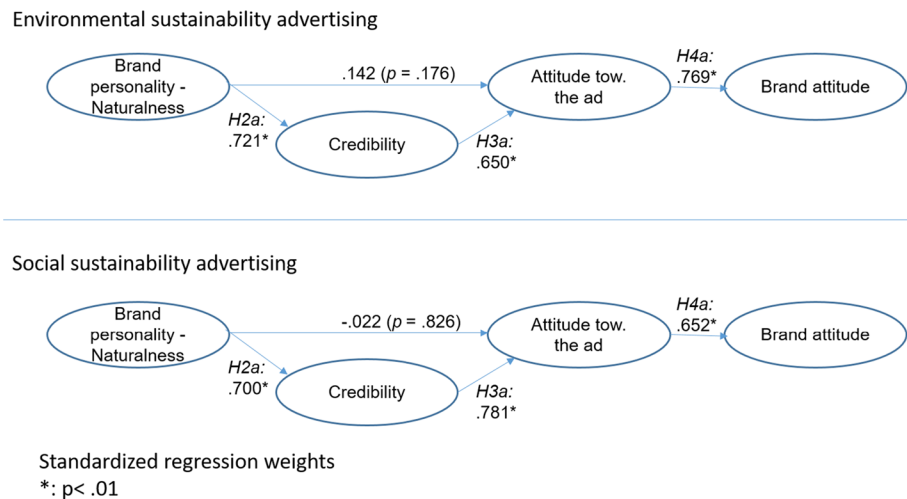 Environmental sustainability advertising
Brand
personality -
Naturalness
.142 (p = .176)
Attitude tow.
the ad
H4a:
.769*
Brand attitude
H2a:
.721*
Credibility
H3a:
.650*
Social sustainability advertising
Brand
personality -
Naturalness
-.022 (p = .826)
Attitude tow.
the ad
H4a:
.652*
Brand attitude
H2a:
.700*
Credibility
H3a:
.781*
Standardized regression weights
*: p< .01